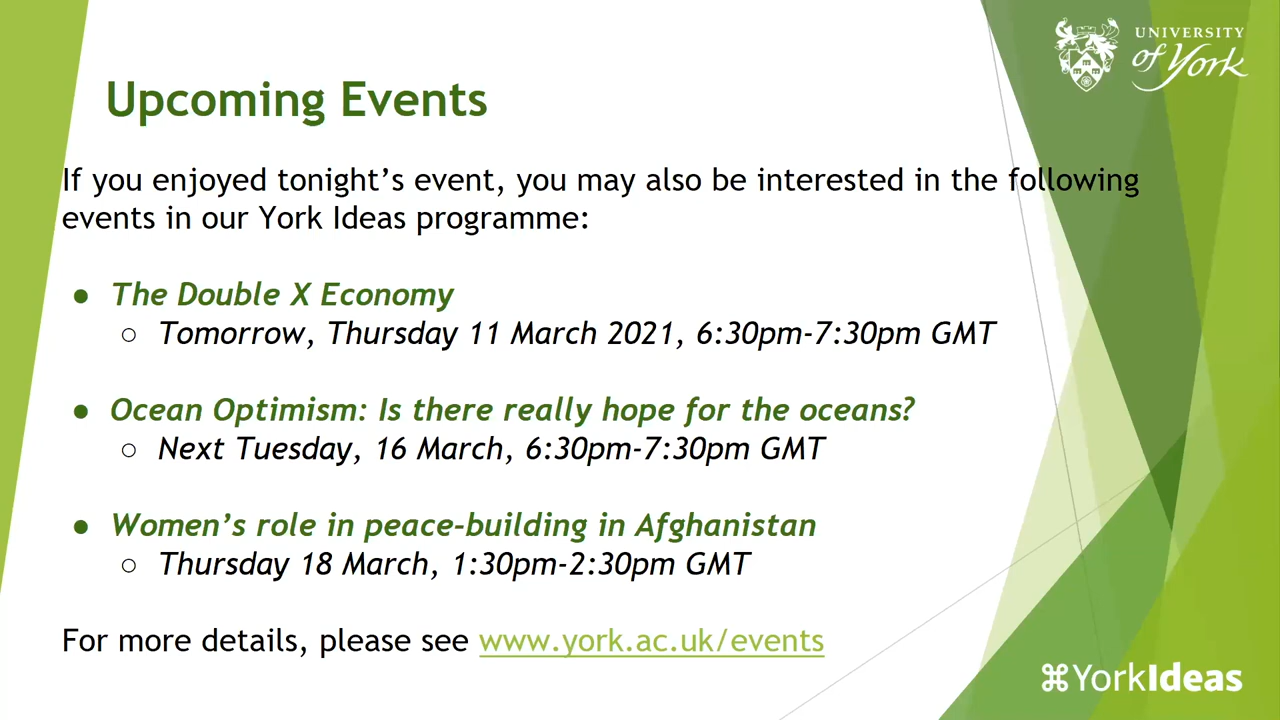 UNIVERSITY
of York
Upcoming Events
If you enjoyed tonight’s event, you may also be interested in the following
events in our York Ideas programme:
● The Double X Economy
○ Tomorrow, Thursday 11 March 2021, 6:30pm-7:30pm GMT
● Ocean Optimism: Is there really hope for the oceans?
○ Next Tuesday, 16 March, 6:30pm-7:30pm GMT
● Women’s role in peace-building in Afghanistan
○ Thursday 18 March, 1:30pm-2:30pm GMT
For more details, please see www.york.ac.uk/events
⌘YorkIdeas